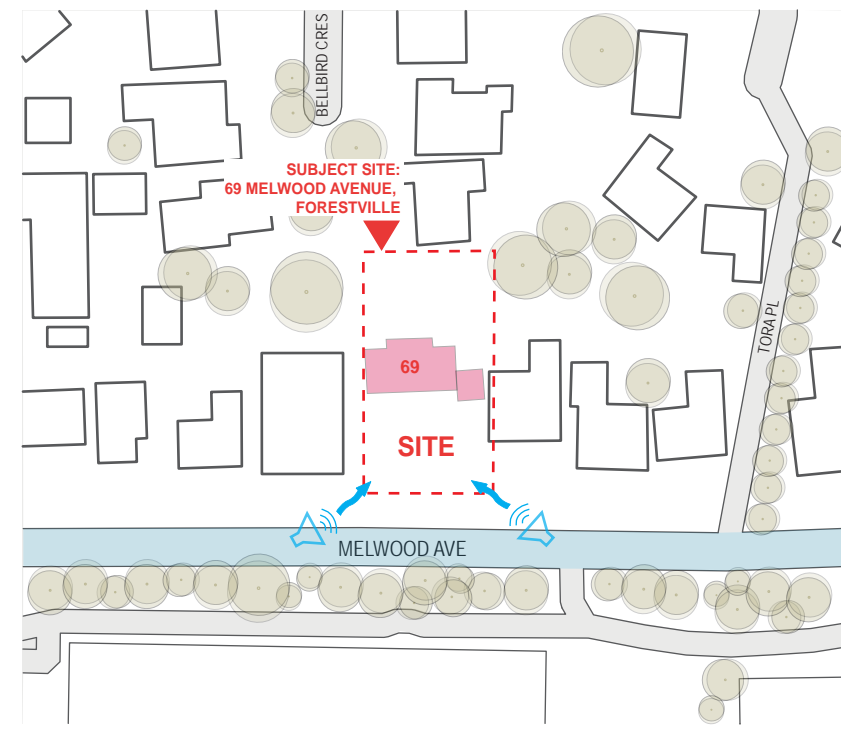 BELLBIRD CRES
SUBJECT SITE:
69 MELWOOD AVENUE,
FORESTVILLE
TORA PL
69
SITE
MELWOOD AVE